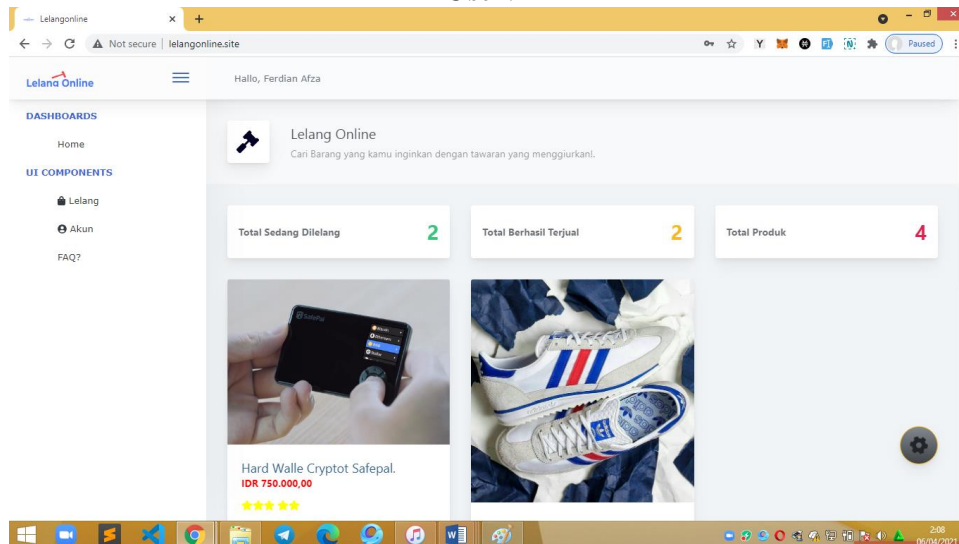 Lelangonline
Not secure | lelangonline.site
Paused
Lelang Online
Hallo, Ferdian Afza
DASHBOARDS
Home
UI COMPONENTS
Lelang
Akun
FAQ?
Lelang Online
Cari Barang yang kamu inginkan dengan tawaran yang menggiurkan!.
Total Sedang Dilelang 2
Total Berhasil Terjual 2
Total Produk 4
SafePal
Hard Walle Cryptot Safepal.
IDR 750.000,00
2:08
06/04/2021